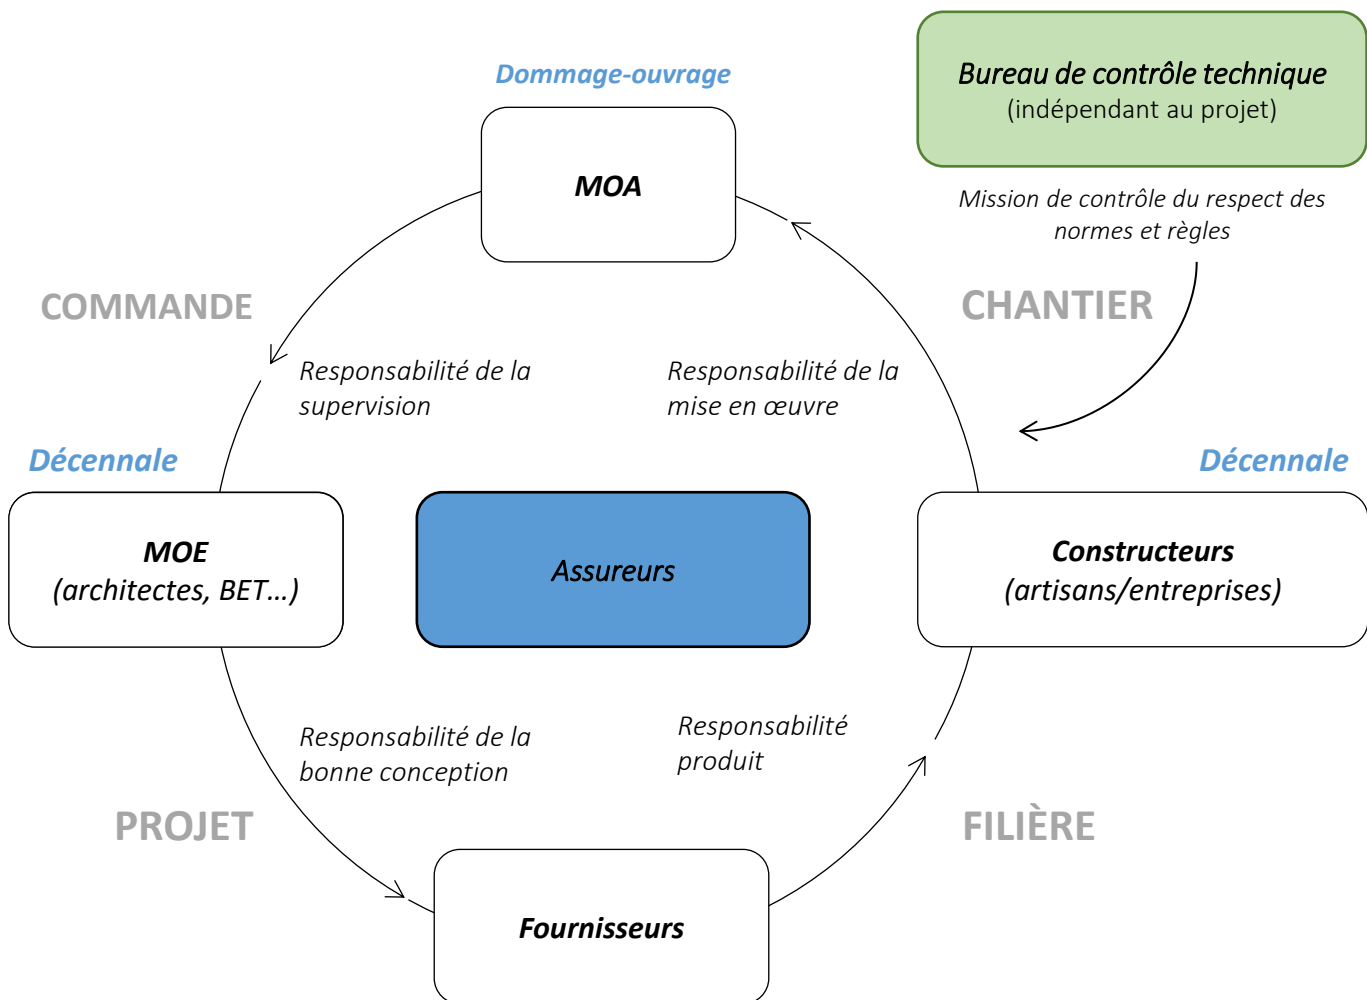 Dommage-ouvrage
MOA
Bureau de contrôle technique
(indépendant au projet)
Mission de contrôle du respect des
normes et règles
COMMANDE
CHANTIER
Responsabilité de la
supervision
Responsabilité de la
mise en œuvre
Décennale
Décennale
MOE
(architectes, BET...)
Assureurs
Constructeurs
(artisans/entreprises)
Responsabilité de la
bonne conception
Responsabilité
produit
PROJET
FILIÈRE
Fournisseurs